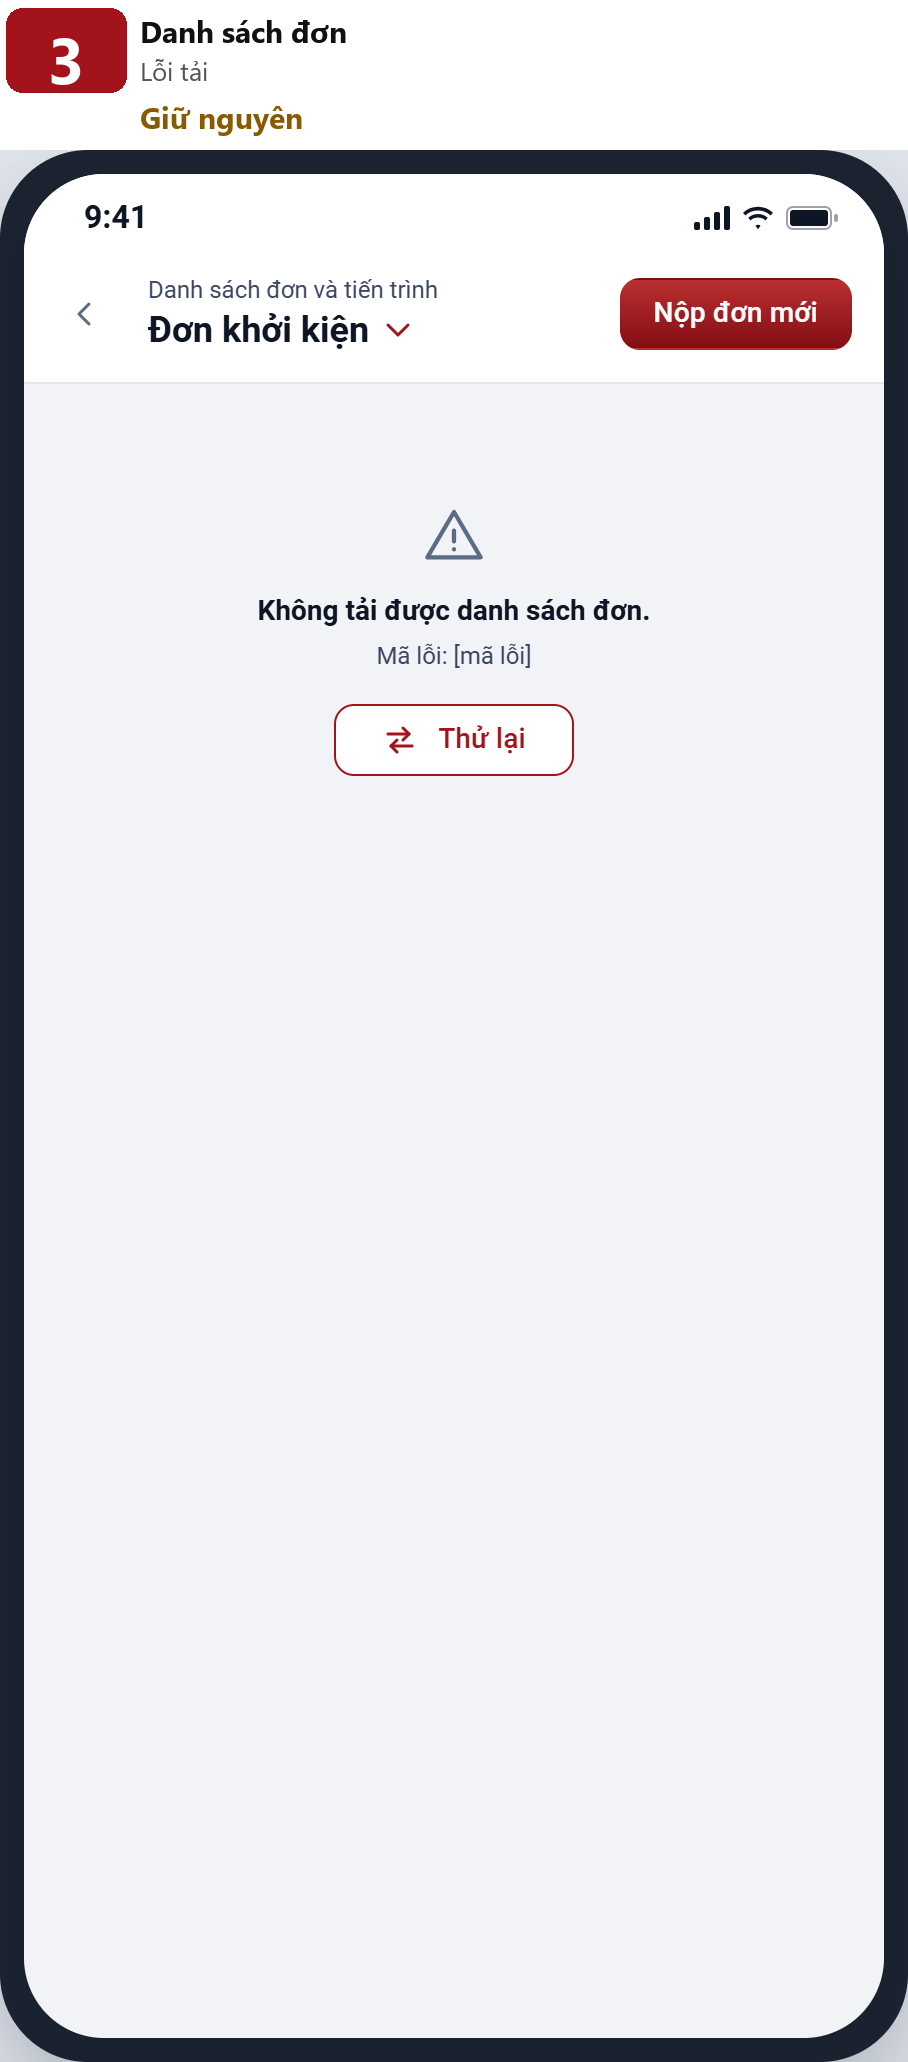 3
Danh sách đơn
Lỗi tải
Giữ nguyên
9:41
Danh sách đơn và tiến trình
Đơn khởi kiện
Nộp đơn mới
Không tải được danh sách đơn.
Mã lỗi: [mã lỗi]
Thử lại